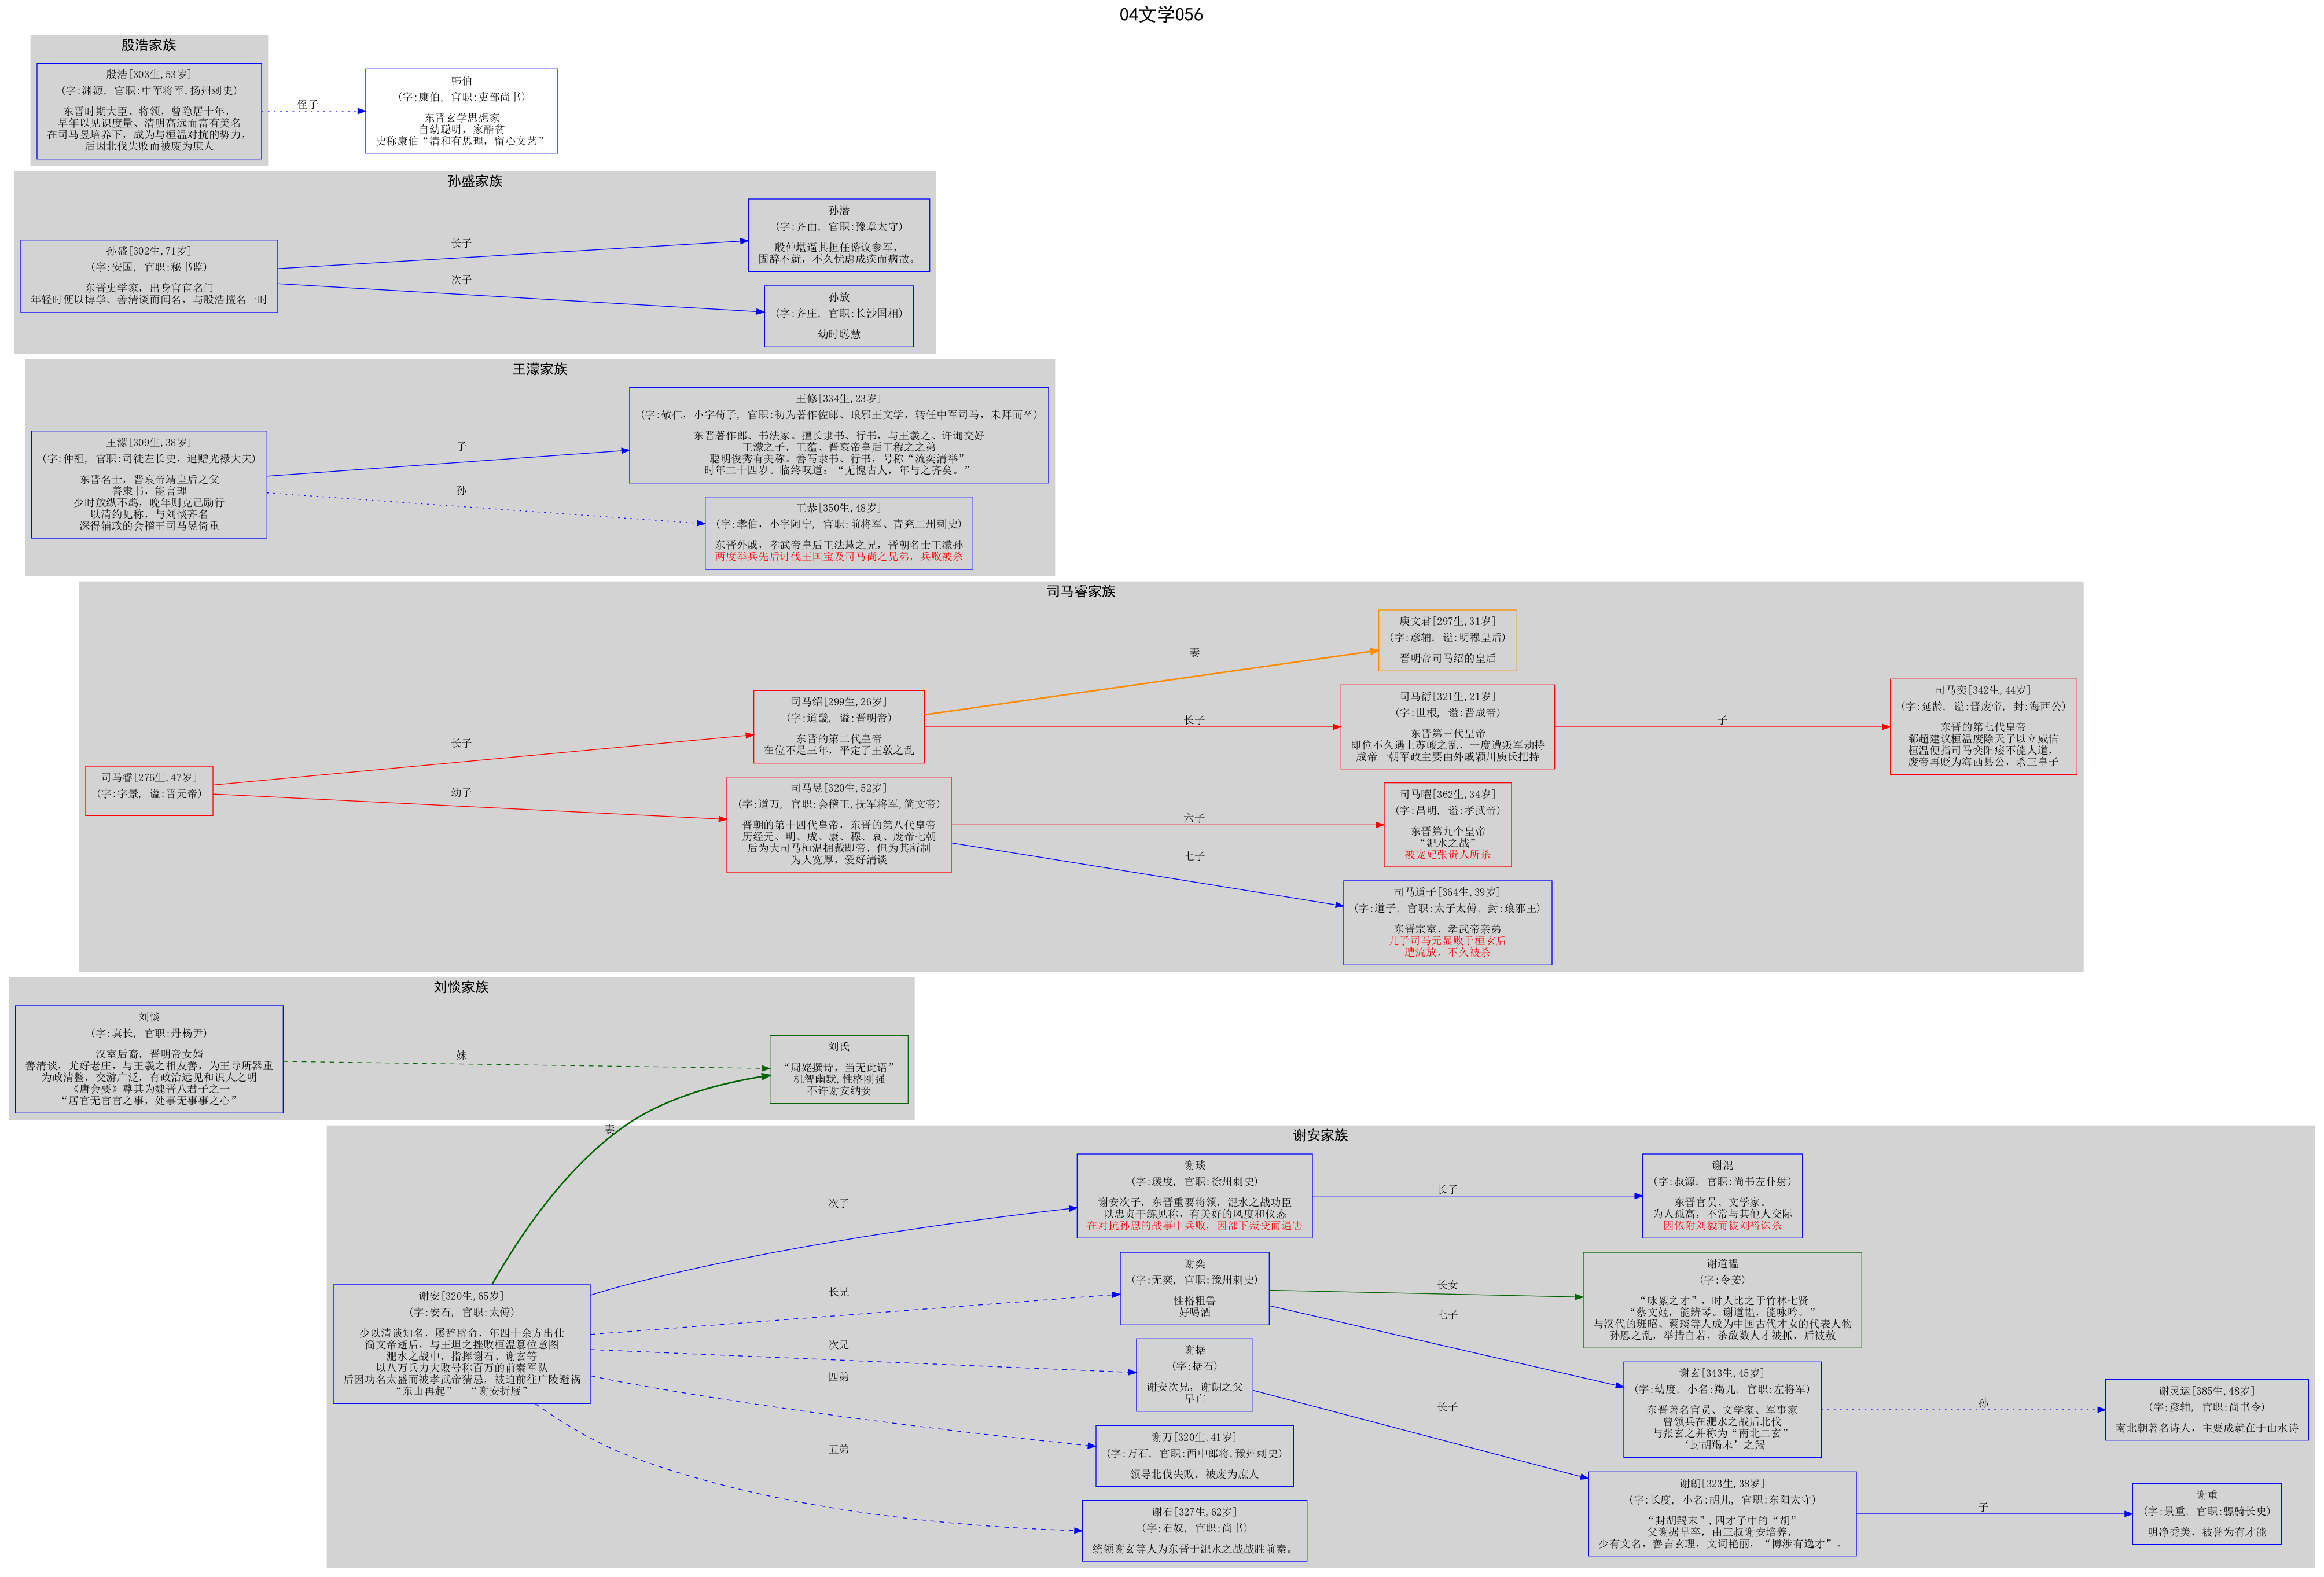 04文学056
殷浩家族
殷浩[303生,53岁]
(字:渊源, 官职:中军将军,扬州刺史)
东晋时期大臣、将领，曾隐居十年，
早年以见识度量、清明高远而富有美名
在司马昱培养下，成为与桓温对抗的势力，
后因北伐失败而被废为庶人
侄子
韩伯
(字:康伯, 官职:吏部尚书)
东晋玄学思想家
自幼聪明，家酷贫
史称康伯“清和有思理，留心文艺”
孙盛家族
孙盛[302生,71岁]
(字:安国, 官职:秘书监)
东晋史学家，出身官宦名门
年轻时便以博学、善清谈而闻名，与殷浩擅名一时
长子
次子
孙潜
(字:齐由, 官职:豫章太守)
殷仲堪逼其担任谘议参军，
固辞不就，不久忧虑成疾而病故。
孙放
(字:齐庄, 官职:长沙国相)
幼时聪慧
王濛家族
王濛[309生,38岁]
(字:仲祖, 官职:司徒左长史，追赠光禄大夫)
东晋名士，晋哀帝靖皇后之父
善隶书，能言理
少时放纵不羁，晚年则克己励行
以清约见称，与刘惔齐名
深得辅政的会稽王司马昱倚重
子
孙
王修[334生,23岁]
(字:敬仁，小字苟子, 官职:初为著作佐郎、琅邪王文学，转任中军司马，未拜而卒)
东晋著作郎、书法家。擅长隶书、行书，与王羲之、许询交好
王濛之子，王蕴、晋哀帝皇后王穆之之弟
聪明俊秀有美称。善写隶书、行书，号称“流奕清举”
时年二十四岁。临终叹道：“无愧古人，年与之齐矣。”
王恭[350生,48岁]
(字:孝伯，小字阿宁, 官职:前将军、青兖二州刺史)
东晋外戚，孝武帝皇后王法慧之兄，晋朝名士王濛孙
两度举兵先后讨伐王国宝及司马尚之兄弟，兵败被杀
司马睿家族
司马睿[276生,47岁]
(字:字景, 谥:晋元帝)
长子
幼子
司马绍[299生,26岁]
(字:道畿, 谥:晋明帝)
东晋的第二代皇帝
在位不足三年，平定了王敦之乱
司马昱[320生,52岁]
(字:道万, 官职:会稽王,抚军将军,简文帝)
晋朝的第十四代皇帝，东晋的第八代皇帝
历经元、明、成、康、穆、哀、废帝七朝
后为大司马桓温拥戴即帝，但为其所制
为人宽厚，爱好清谈
妻
长子
六子
七子
庾文君[297生,31岁]
(字:彦辅, 谥:明穆皇后)
晋明帝司马绍的皇后
司马衍[321生,21岁]
(字:世根, 谥:晋成帝)
东晋第三代皇帝
即位不久遇上苏峻之乱，一度遭叛军劫持
成帝一朝军政主要由外戚颖川庾氏把持
子
司马奕[342生,44岁]
(字:延龄, 谥:晋废帝, 封:海西公)
东晋的第七代皇帝
郗超建议桓温废除天子以立威信
桓温便指司马奕阳痿不能人道，
废帝再贬为海西县公，杀三皇子
司马曜[362生,34岁]
(字:昌明, 谥:孝武帝)
东晋第九个皇帝
“淝水之战”
被宠妃张贵人所杀
司马道子[364生,39岁]
(字:道子, 官职:太子太傅, 封:琅邪王)
东晋宗室，孝武帝亲弟
儿子司马元显败于桓玄后
遭流放，不久被杀
刘惔家族
刘惔
(字:真长, 官职:丹杨尹)
汉室后裔，晋明帝女婿
善清谈，尤好老庄，与王羲之相友善，为王导所器重
为政清整，交游广泛，有政治远见和识人之明
《唐会要》尊其为魏晋八君子之一
“居官无官官之事，处事无事事之心”
妹
刘氏
“周姥撰诗，当无此语”
机智幽默,性格刚强
不许谢安纳妾
妻
谢安家族
谢安[320生,65岁]
(字:安石, 官职:太傅)
少以清谈知名，屡辞辟命，年四十余方出仕
简文帝逝后，与王坦之挫败桓温篡位意图
淝水之战中，指挥谢石、谢玄等
以八万兵力大败号称百万的前秦军队
后因功名太盛而被孝武帝猜忌，被迫前往广陵避祸
“东山再起” “谢安折屐”
次子
长兄
次兄
四弟
五弟
谢琰
(字:瑗度, 官职:徐州刺史)
谢安次子，东晋重要将领，淝水之战功臣
以忠贞干练见称，有美好的风度和仪态
在对抗孙恩的战事中兵败，因部下叛变而遇害
长子
谢混
(字:叔源, 官职:尚书左仆射)
东晋官员、文学家。
为人孤高，不常与其他人交际
因依附刘毅而被刘裕诛杀
谢奕
(字:无奕, 官职:豫州刺史)
性格粗鲁
好喝酒
长女
七子
谢道韫
(字:令姜)
“咏絮之才”，时人比之于竹林七贤
“蔡文姬，能辨琴。谢道韫，能咏吟。”
与汉代的班昭、蔡琰等人成为中国古代才女的代表人物
孙恩之乱，举措自若，杀敌数人才被抓，后被赦
谢据
(字:据石)
谢安次兄，谢朗之父
早亡
长子
谢玄[343生,45岁]
(字:幼度, 小名:羯儿, 官职:左将军)
东晋著名官员、文学家、军事家
曾领兵在淝水之战后北伐
与张玄之并称为“南北二玄”
‘封胡羯末’之羯
孙
谢灵运[385生,48岁]
(字:彦辅, 官职:尚书令)
南北朝著名诗人，主要成就在于山水诗
谢万[320生,41岁]
(字:万石, 官职:西中郎将,豫州刺史)
领导北伐失败，被废为庶人
谢朗[323生,38岁]
(字:长度, 小名:胡儿, 官职:东阳太守)
“封胡羯末”,四才子中的“胡”
父谢据早卒，由三叔谢安培养，
少有文名，善言玄理，文词艳丽，“博涉有逸才”。
子
谢重
(字:景重, 官职:骠骑长史)
明净秀美，被誉为有才能
谢石[327生,62岁]
(字:石奴, 官职:尚书)
统领谢玄等人为东晋于淝水之战战胜前秦。